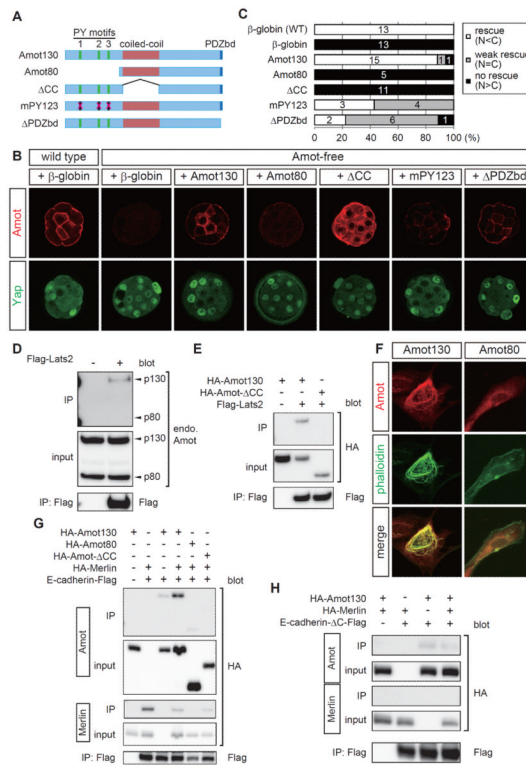 A
PY motifs
1 2 3 coiled-coil PDZbd
Amot130
Amot80
ΔCC
mPY123
ΔPDZbd
C
β-globin (WT) 13
β-globin 13
Amot130 15 1 1
Amot80 5
ΔCC 11
mPY123 3 4
ΔPDZbd 2 6 1
0 20 40 60 80 100 (%)
rescue
(N<C)
weak rescue
(N=C)
no rescue
(N>C)
B
wild type Amot-free
+ β-globin + β-globin + Amot130 + Amot80 + ΔCC + mPY123 + ΔPDZbd
Amot
Yap
D
Flag-Lats2 - + blot
IP p130
p80
input p130
p80
endo.
Amot
IP: Flag Flag
E
HA-Amot130 + + -
HA-Amot-ΔCC - - +
Flag-Lats2 - + + blot
IP
input
HA
IP: Flag Flag
F
Amot130 Amot80
Amot
phalloidin
merge
G
HA-Amot130 + - + + - -
HA-Amot80 - - - - + -
HA-Amot-ΔCC - - - - - +
HA-Merlin - + - + + +
E-cadherin-Flag - + + + + + blot
Amot
IP
input
HA
Merlin
IP
input
IP: Flag Flag
H
HA-Amot130 + - + +
HA-Merlin + + - +
E-cadherin-ΔC-Flag - + + + blot
Amot
IP
input
HA
Merlin
IP
input
IP: Flag Flag